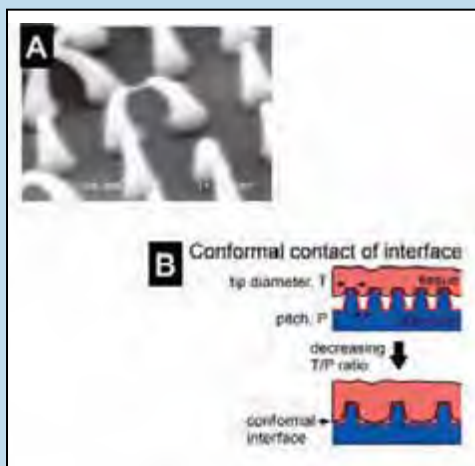 A
B
Conformal contact of interface
tip diameter, T
tissue
pitch, P
decreasing
T/P ratio
conformal
interface